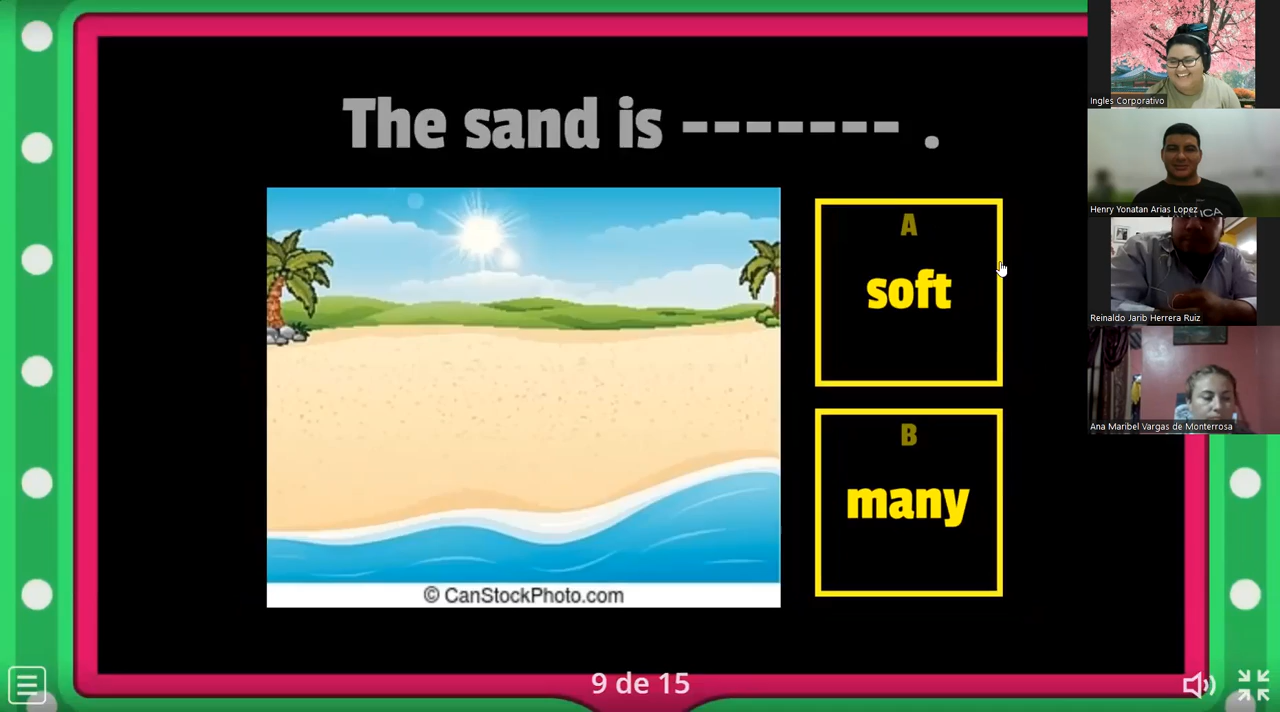 The sand is ------- .
A
soft
B
many
© CanStockPhoto.com
9 de 15
Ingles Corporativo
Henry Yonatan Arias Lopez
Reinaldo Jarib Herrera Ruiz
Ana Maribel Vargas de Monterrosa